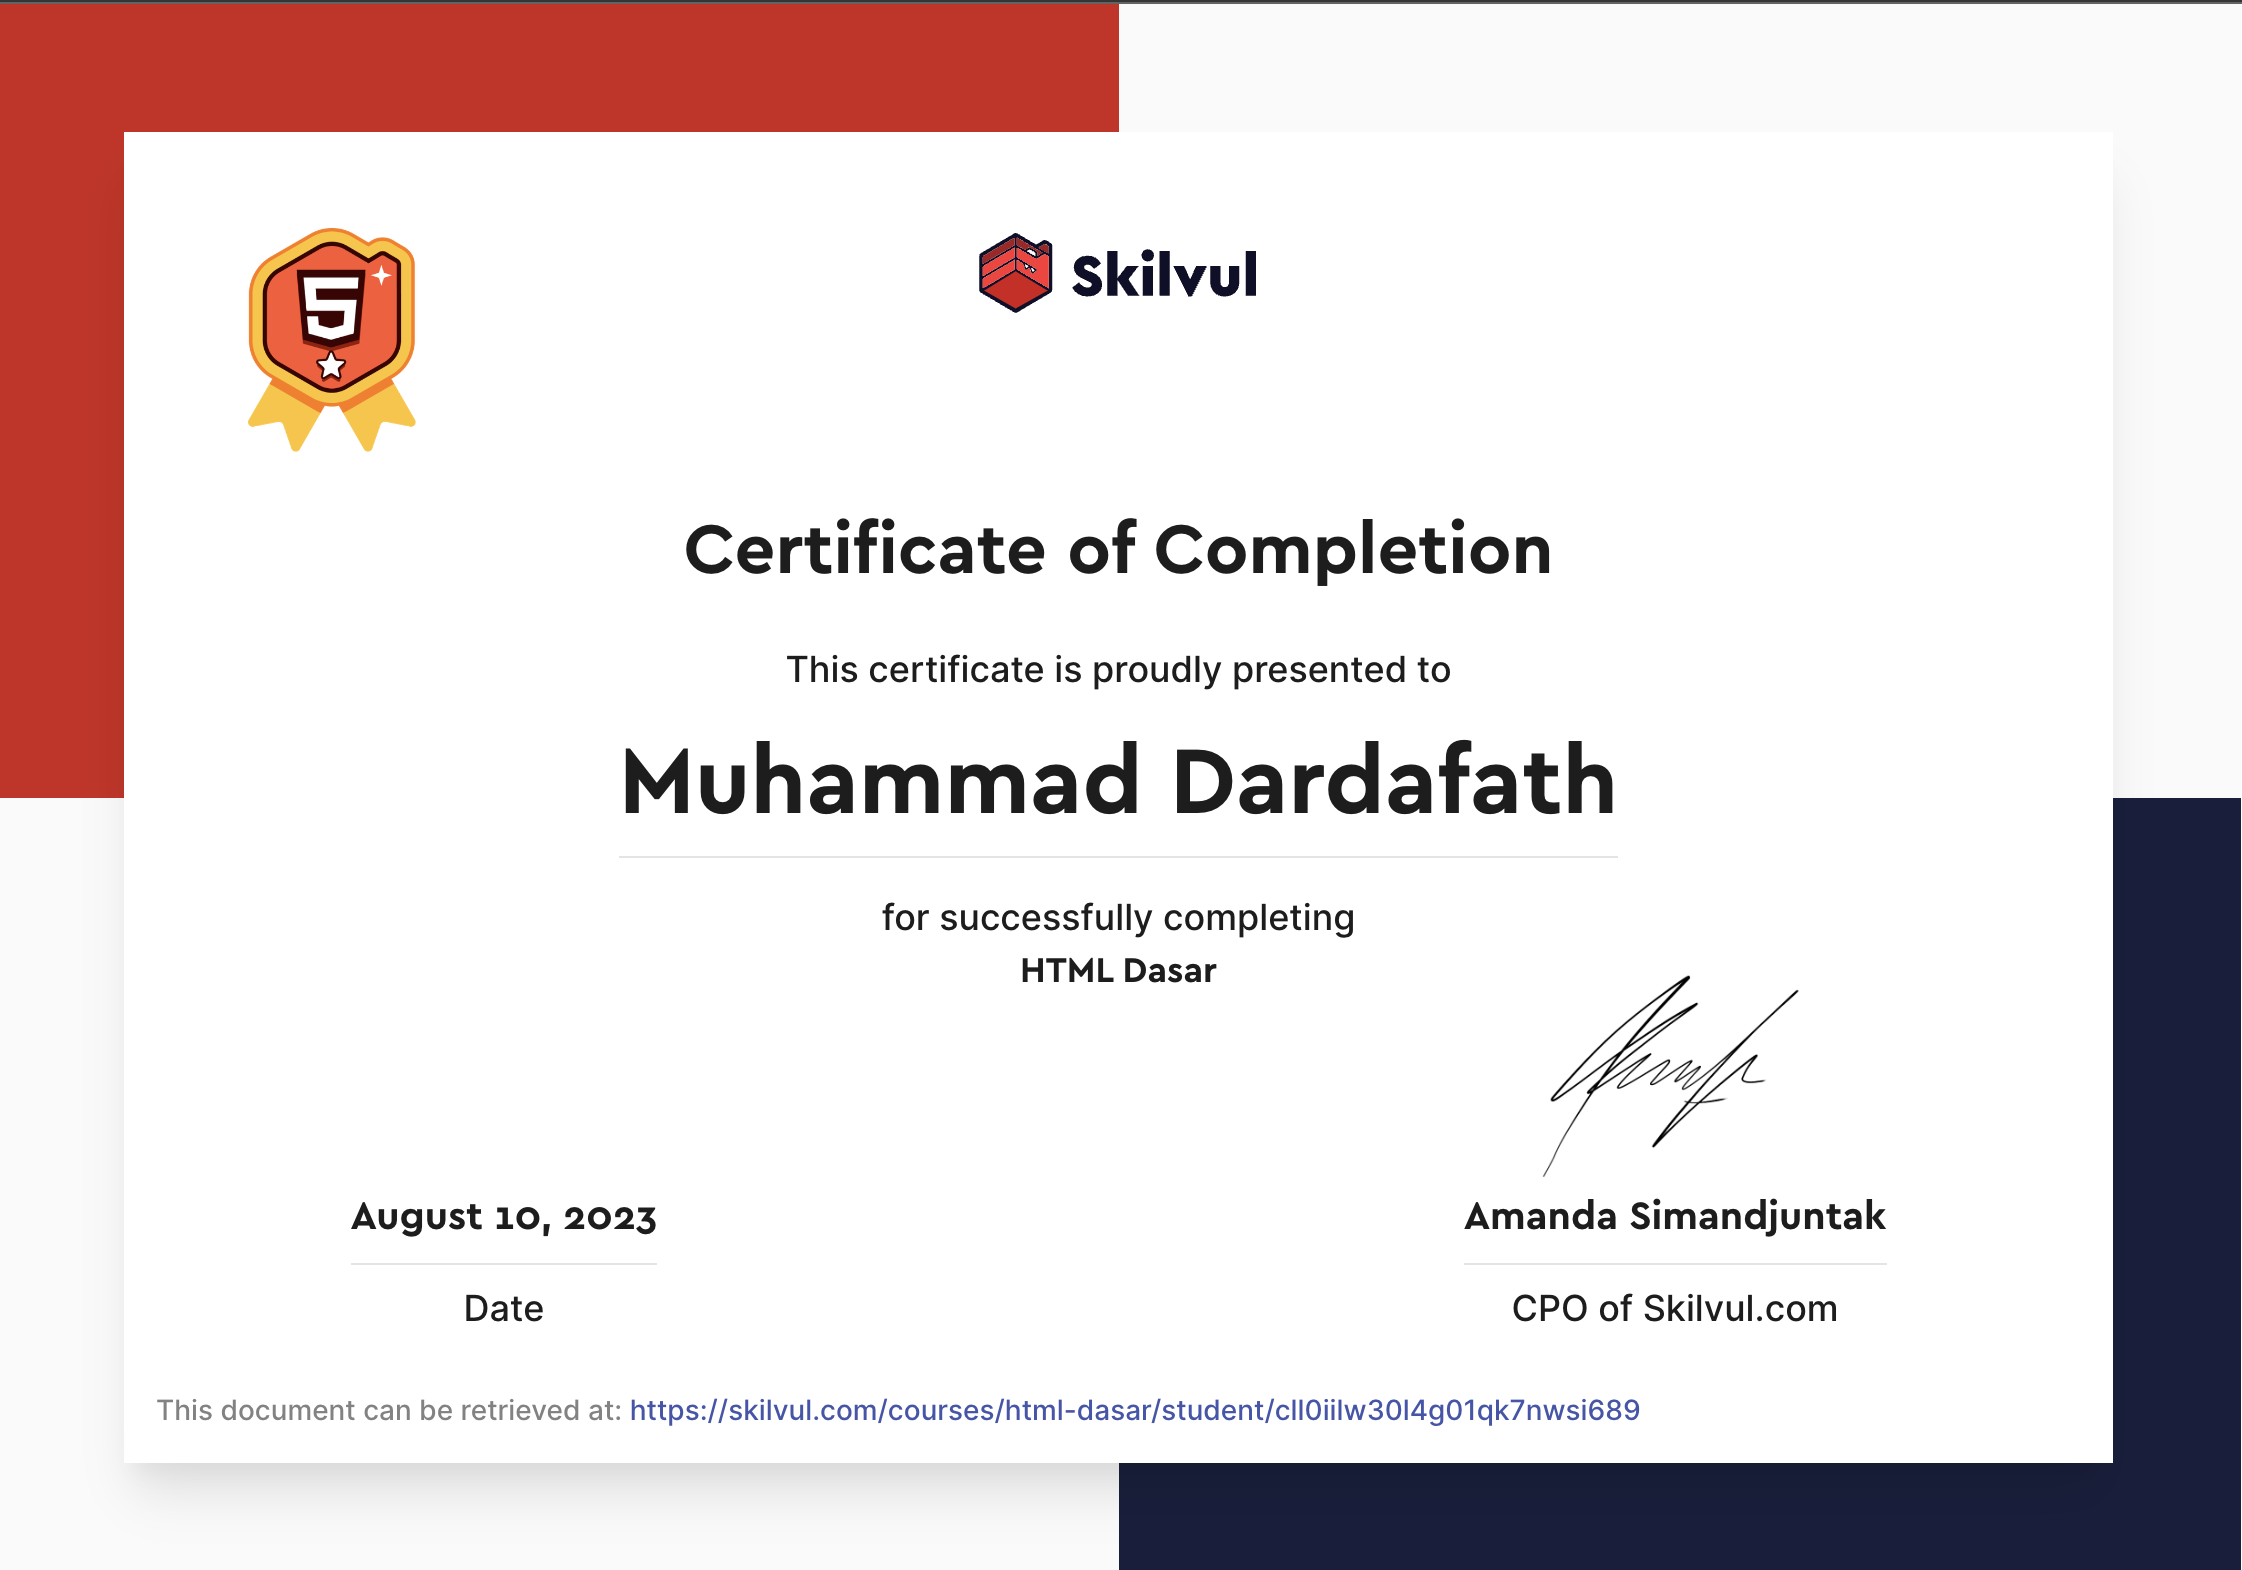 Skilvul
Certificate of Completion
This certificate is proudly presented to
Muhammad Dardafath
for successfully completing
HTML Dasar
August 10, 2023
Date
Amanda Simandjuntak
CPO of Skilvul.com
This document can be retrieved at: https://skilvul.com/courses/html-dasar/student/cll0iilw30l4g01qk7nwsi689